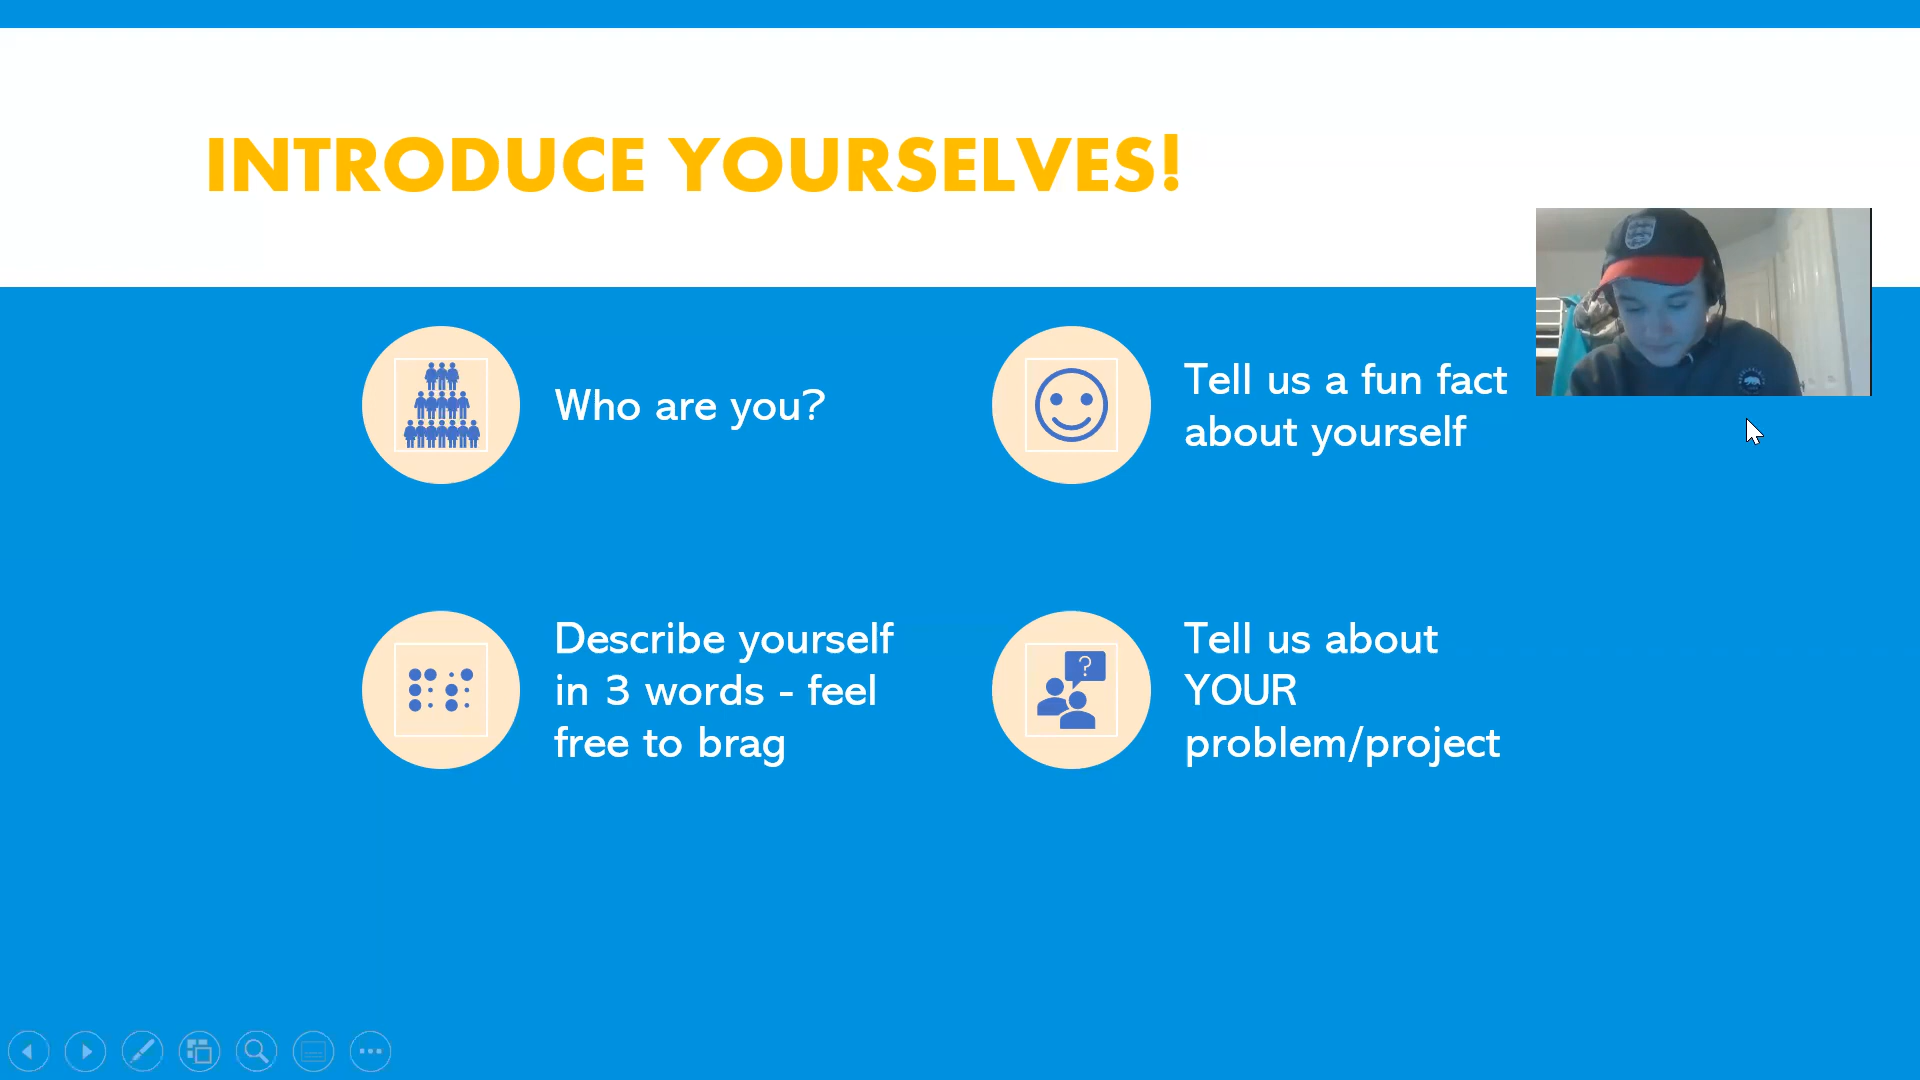 INTRODUCE YOURSELVES!
Who are you?
Tell us a fun fact
about yourself
Describe yourself
in 3 words - feel
free to brag
?
Tell us about
YOUR
problem/project